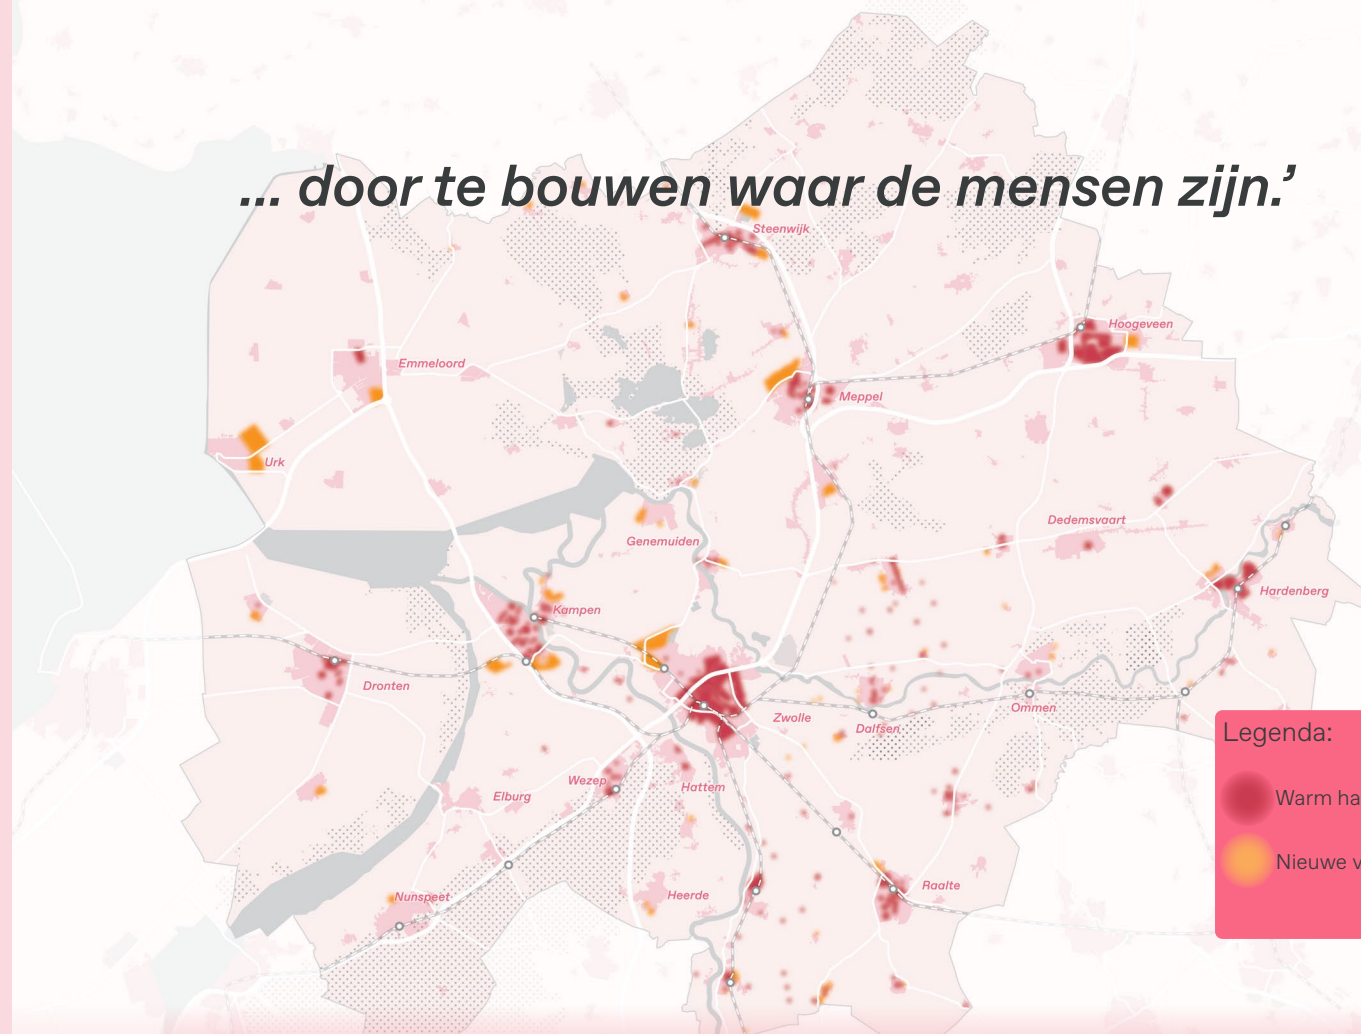 ... door te bouwen waar de mensen zijn.’
Steenwijk
Hoogeveen
Emmeloord
Meppel
Urk
Dedemsvaart
Genemuiden
Hardenberg
Kampen
Dronten
Ommen
Zwolle
Dalfsen
Legenda:
Wezep
Hattem
Elburg
Warm ha
Nieuwe v
Raalte
Heerde
Nunspeet